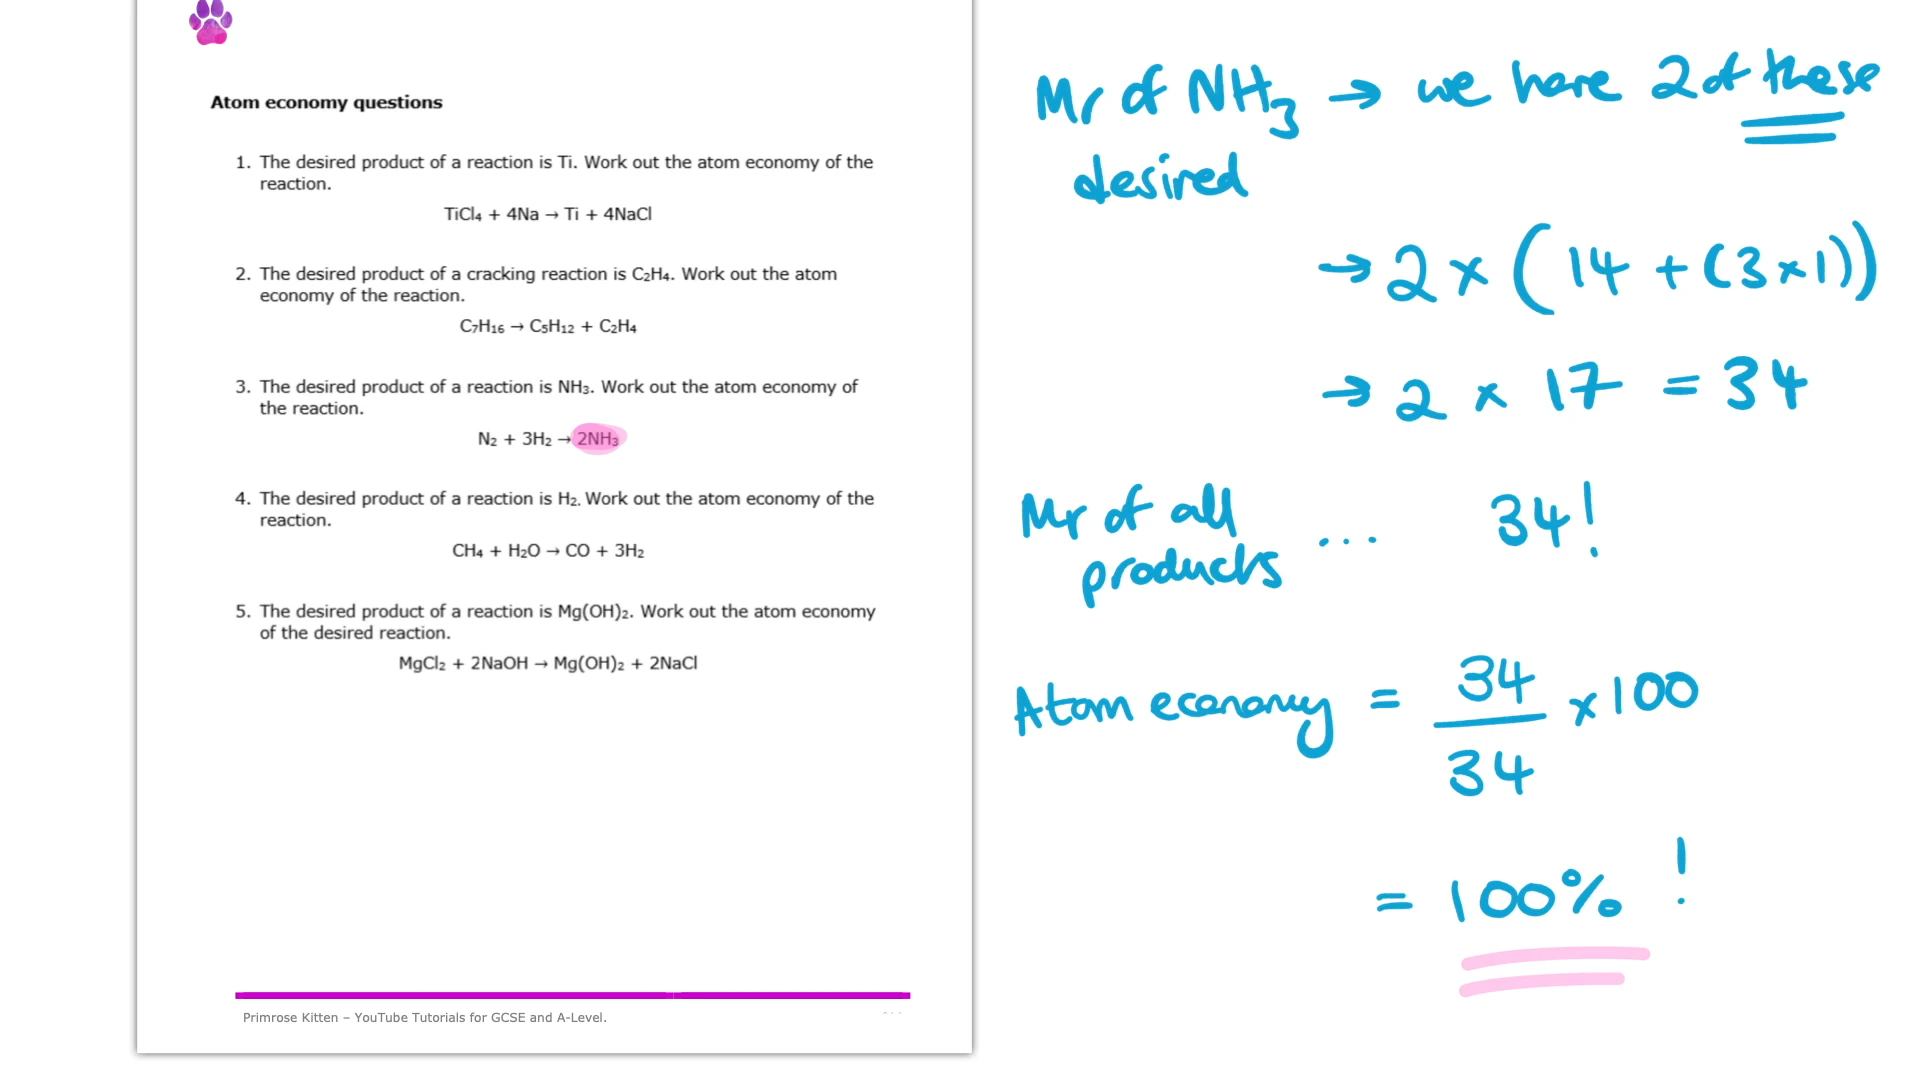 Atom economy questions
1. The desired product of a reaction is Ti. Work out the atom economy of the
reaction.
TiCl₄ + 4Na → Ti + 4NaCl
2. The desired product of a cracking reaction is C₂H₄. Work out the atom
economy of the reaction.
C₇H₁₆ → C₅H₁₂ + C₂H₄
3. The desired product of a reaction is NH₃. Work out the atom economy of
the reaction.
N₂ + 3H₂ → 2NH₃
4. The desired product of a reaction is H₂. Work out the atom economy of the
reaction.
CH₄ + H₂O → CO + 3H₂
5. The desired product of a reaction is Mg(OH)₂. Work out the atom economy
of the desired reaction.
MgCl₂ + 2NaOH → Mg(OH)₂ + 2NaCl
Primrose Kitten – YouTube Tutorials for GCSE and A-Level.
Mr of NH₃ → we have 2 of these
desired
→ 2 × (14 + (3×1))
→ 2 × 17 = 34
Mr of all
products ... 34!
Atom economy = 34/34 × 100
= 100% !